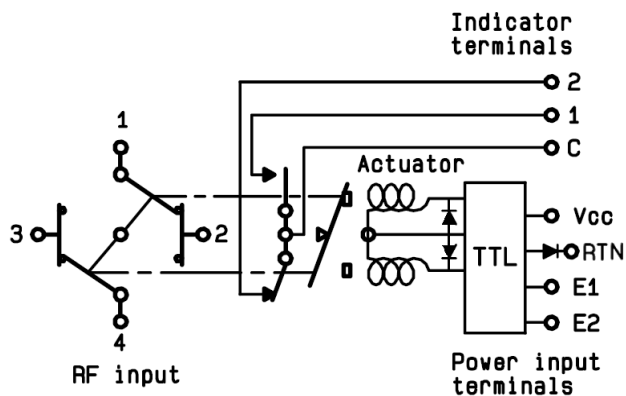 Indicator
terminals
2
1
C
1
Actuator
3
2
TTL
Vcc
RTN
E1
E2
4
RF input
Power input
terminals